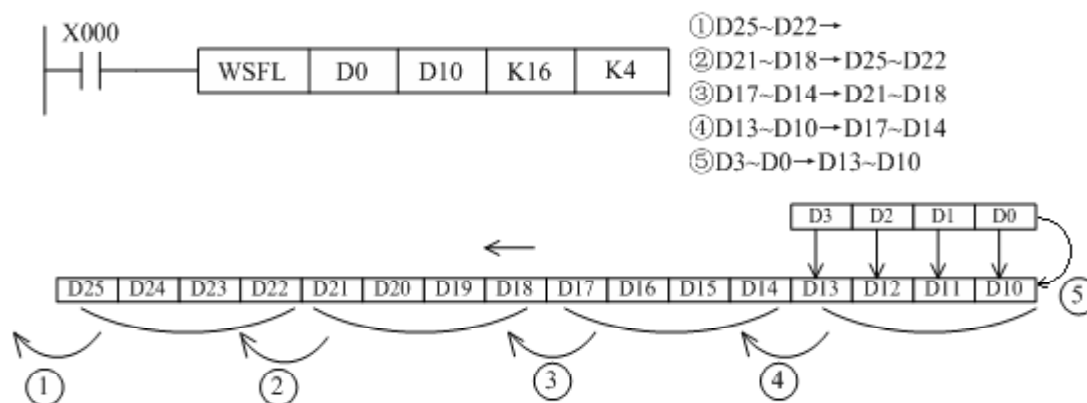 X000
WSFL D0 D10 K16 K4
①D25~D22→
②D21~D18→D25~D22
③D17~D14→D21~D18
④D13~D10→D17~D14
⑤D3~D0→D13~D10
D3 D2 D1 D0
D25 D24 D23 D22 D21 D20 D19 D18 D17 D16 D15 D14 D13 D12 D11 D10
① ② ③ ④ ⑤